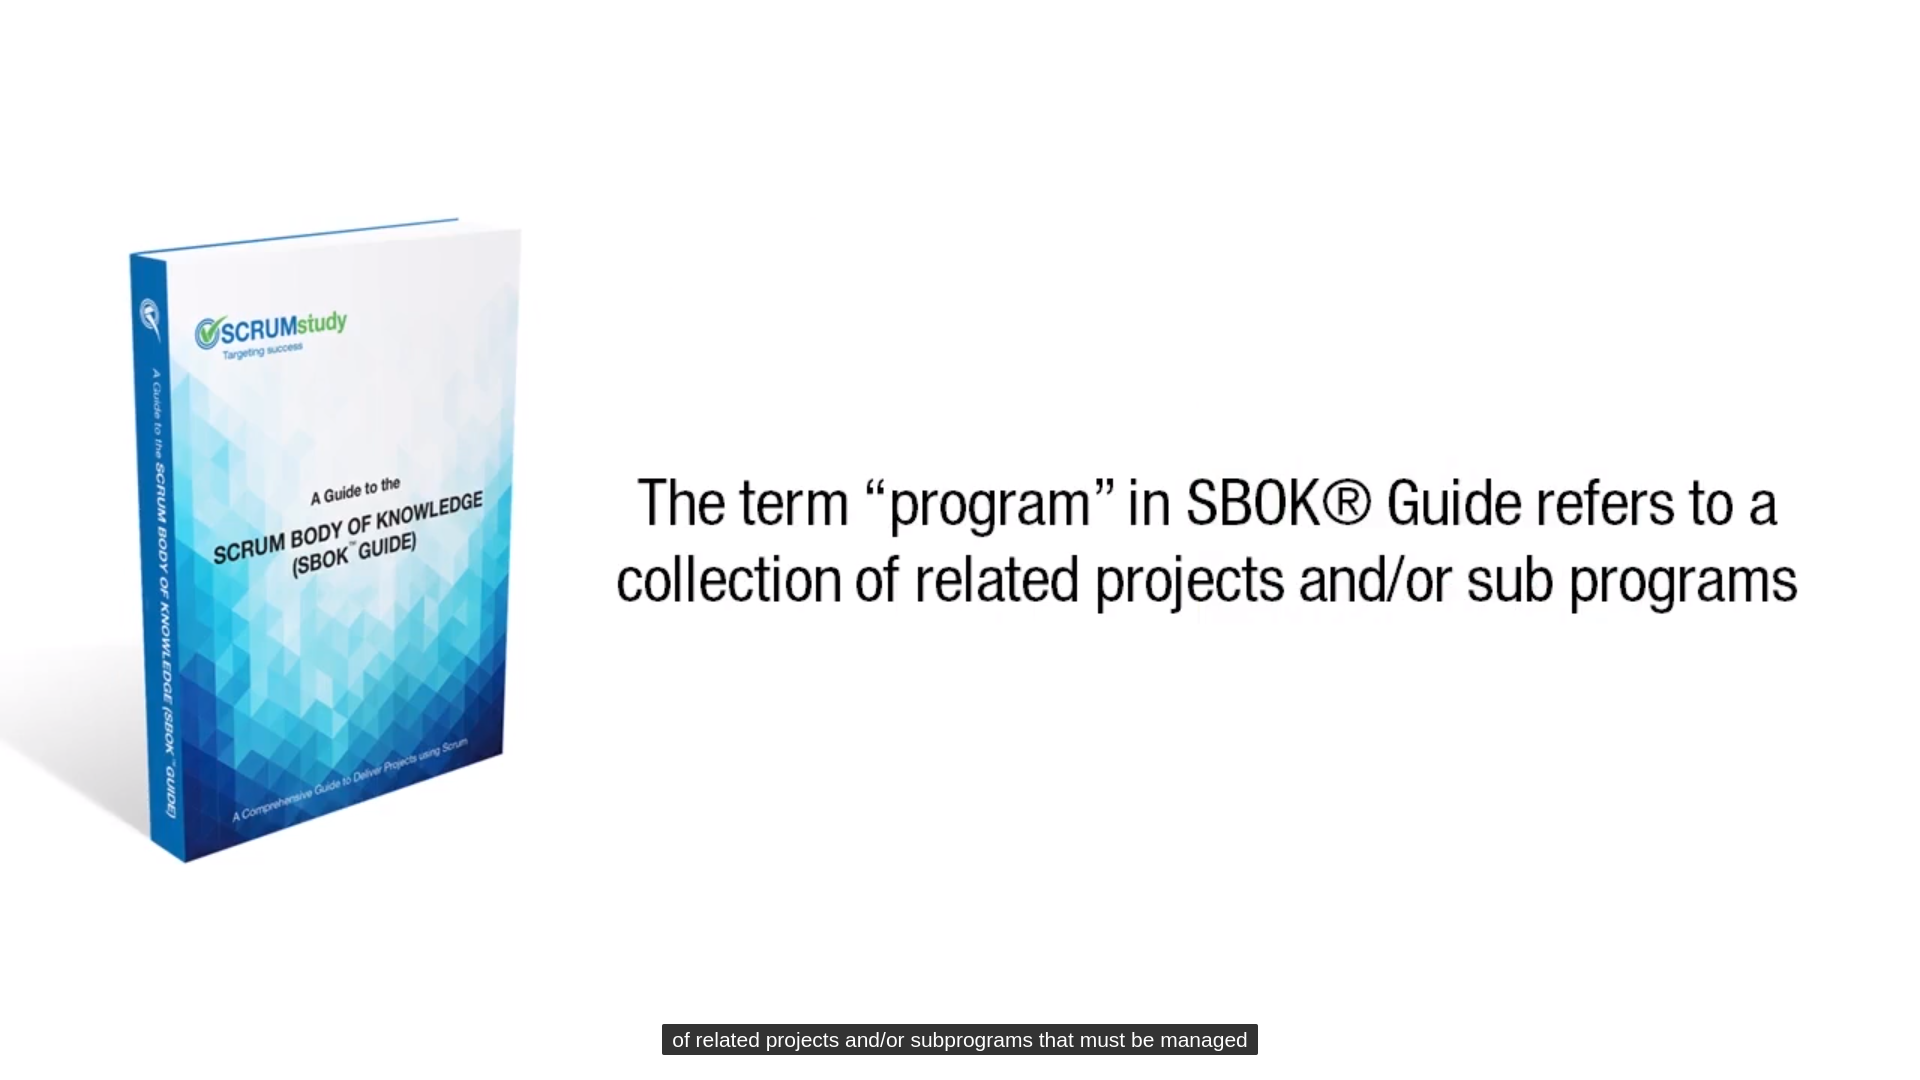 SCRUMstudy
Targeting success
A Guide to the
SCRUM BODY OF KNOWLEDGE
(SBOK™ GUIDE)
A Comprehensive Guide to Deliver Projects using Scrum
A Guide to the SCRUM BODY OF KNOWLEDGE (SBOK™ GUIDE)
The term “program” in SBOK® Guide refers to a
collection of related projects and/or sub programs
of related projects and/or subprograms that must be managed